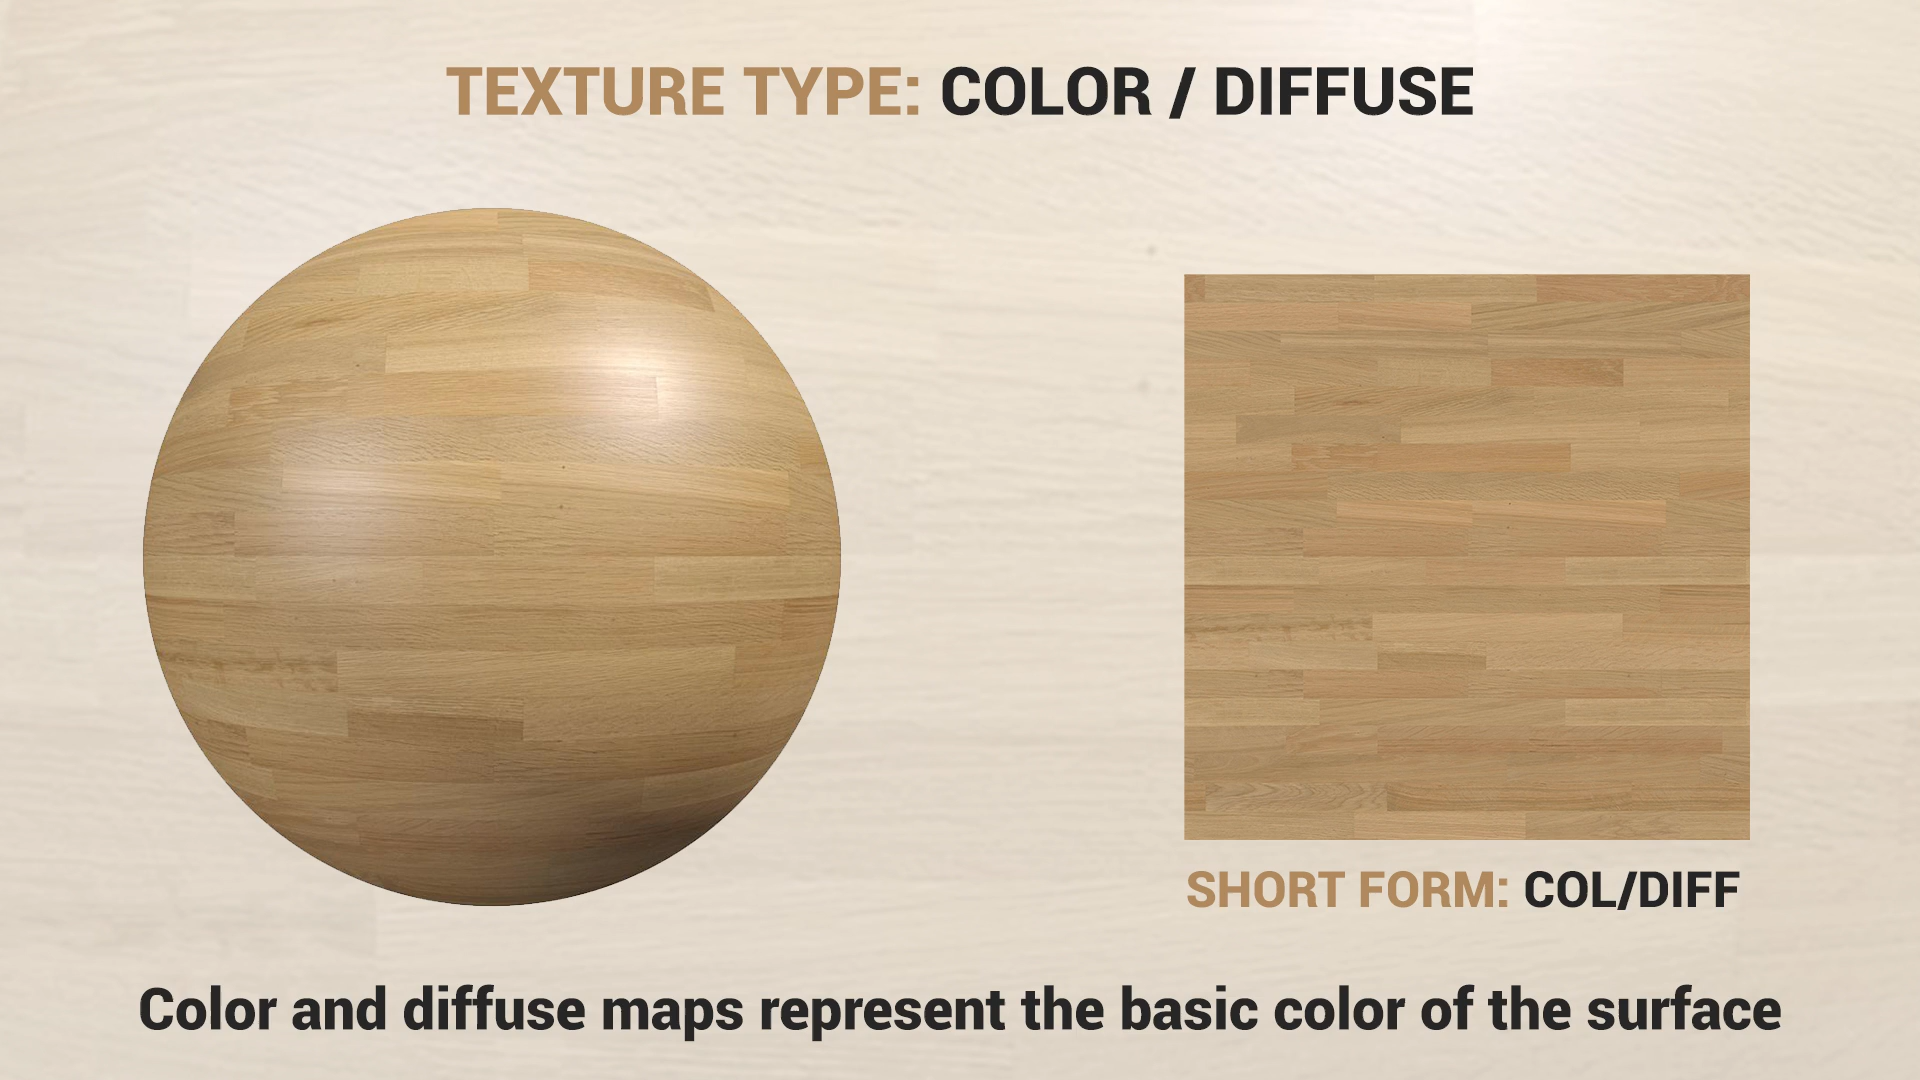 TEXTURE TYPE: COLOR / DIFFUSE
SHORT FORM: COL/DIFF
Color and diffuse maps represent the basic color of the surface